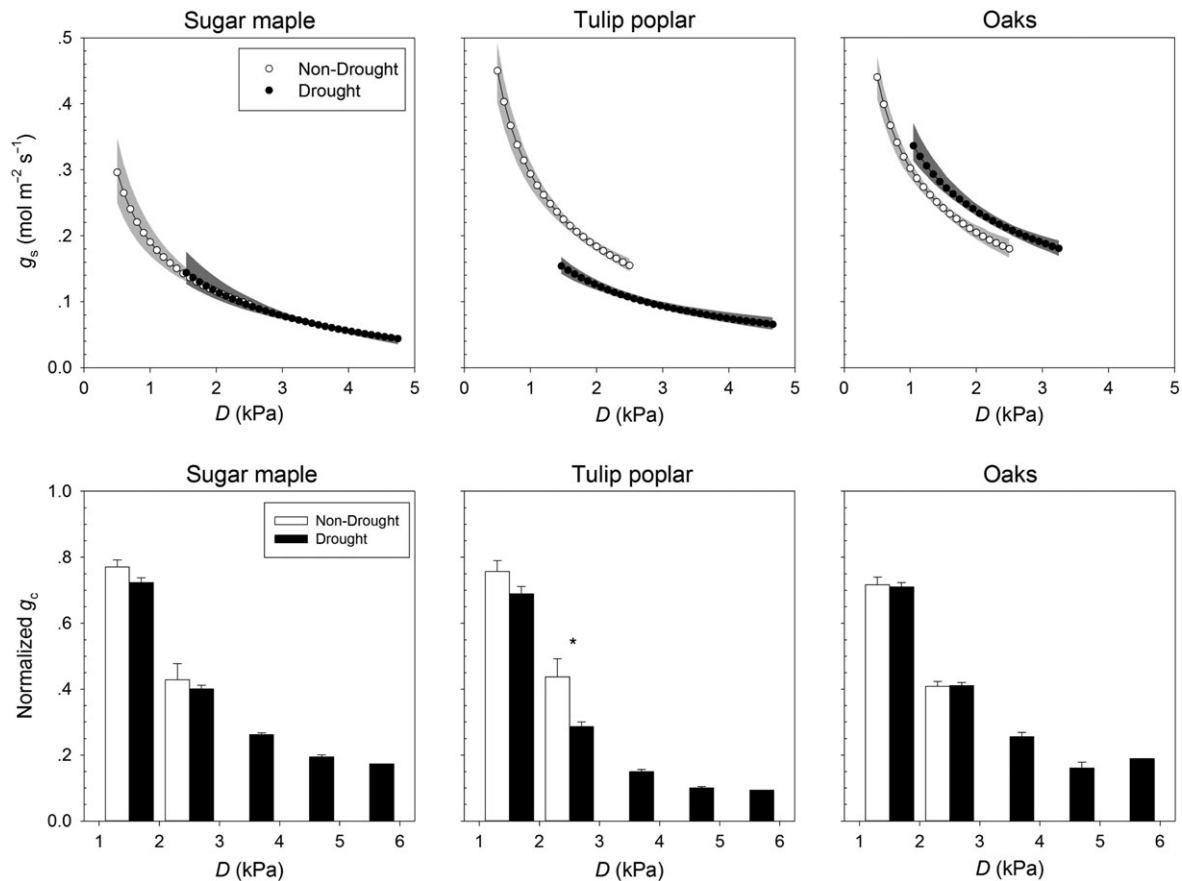 Sugar maple
Tulip poplar
Oaks
.5
.4
.3
.2
.1
0.0
gs (mol m−2 s−1)
Non-Drought
Drought
0 1 2 3 4 5
0 1 2 3 4 5
0 1 2 3 4 5
D (kPa)
D (kPa)
D (kPa)
Sugar maple
Tulip poplar
Oaks
1.0
.8
.6
.4
.2
0.0
Normalized gc
Non-Drought
Drought
*
1 2 3 4 5 6
1 2 3 4 5 6
1 2 3 4 5 6
D (kPa)
D (kPa)
D (kPa)